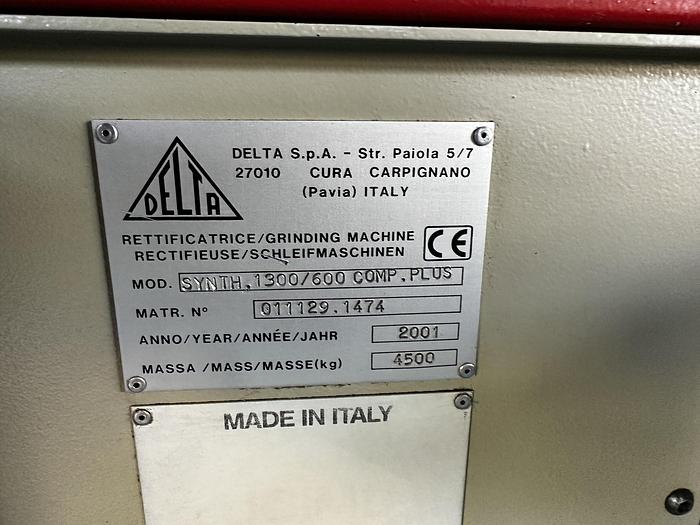 DELTA
DELTA S.p.A. - Str. Paiola 5/7
27010 CURA CARPIGNANO
(Pavia) ITALY
RETTIFICATRICE/GRINDING MACHINE
RECTIFIEUSE/SCHLEIFMASCHINEN
CE
MOD. SYNTH.1300/600 COMP.PLUS
MATR. N° 011129.1474
ANNO/YEAR/ANNÉE/JAHR 2001
MASSA /MASS/MASSE(kg) 4500
MADE IN ITALY